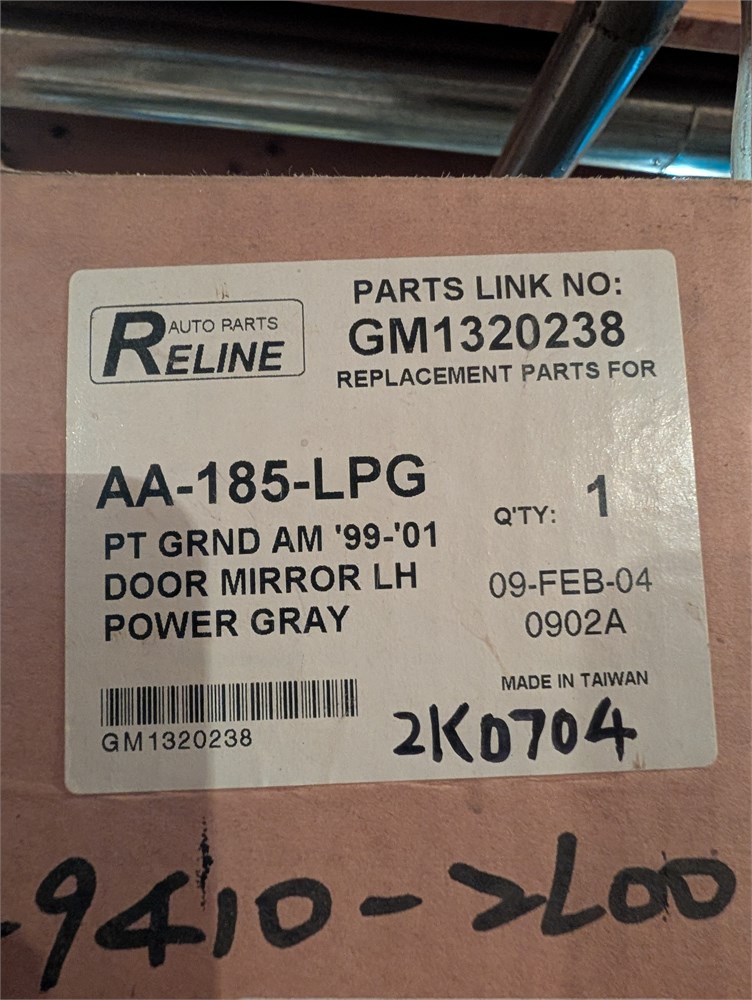 AUTO PARTS
RELINE
PARTS LINK NO:
GM1320238
REPLACEMENT PARTS FOR
AA-185-LPG
Q'TY: 1
PT GRND AM '99-'01
DOOR MIRROR LH
POWER GRAY
09-FEB-04
0902A
MADE IN TAIWAN
GM1320238
2K0704
-9410-2L00